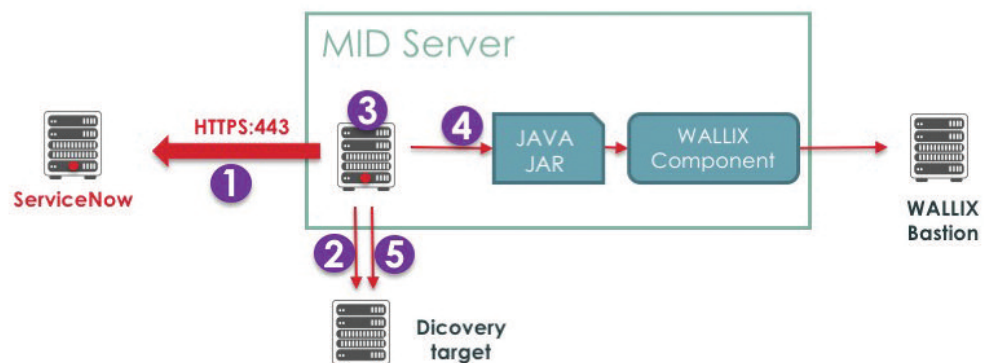 MID Server
HTTPS:443
1
ServiceNow
3
4
JAVA
JAR
WALLIX
Component
WALLIX
Bastion
2
5
Dicovery
target